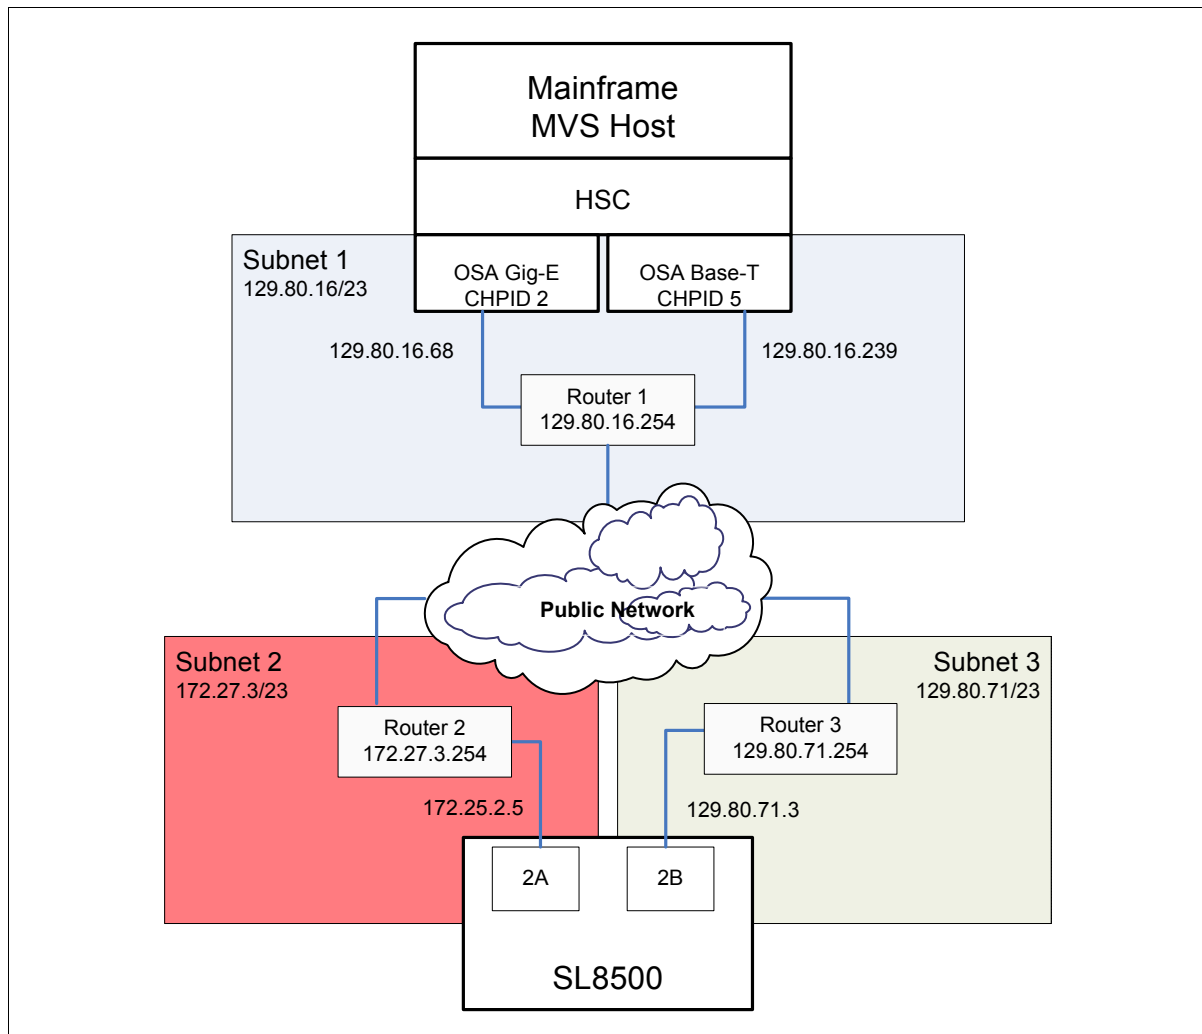 Mainframe
MVS Host
HSC
Subnet 1
129.80.16/23
OSA Gig-E
CHPID 2
OSA Base-T
CHPID 5
129.80.16.68
129.80.16.239
Router 1
129.80.16.254
Public Network
Subnet 2
172.27.3/23
Subnet 3
129.80.71/23
Router 2
172.27.3.254
Router 3
129.80.71.254
172.25.2.5
129.80.71.3
2A
2B
SL8500